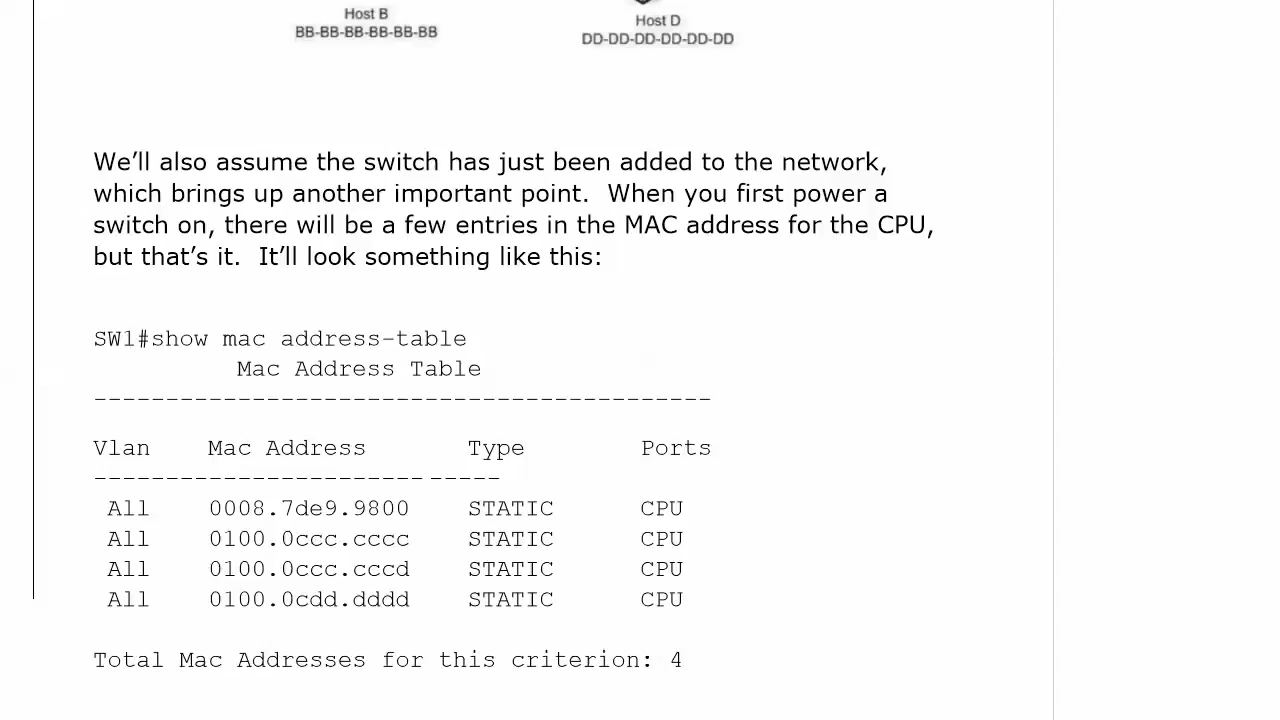 Host B
BB-BB-BB-BB-BB-BB
Host D
DD-DD-DD-DD-DD-DD
We'll also assume the switch has just been added to the network,
which brings up another important point.  When you first power a
switch on, there will be a few entries in the MAC address for the CPU,
but that's it.  It'll look something like this:
SW1#show mac address-table
Mac Address Table
-------------------------------------------
Vlan    Mac Address       Type        Ports
----------------------- -----
All    0008.7de9.9800    STATIC      CPU
All    0100.0ccc.cccc    STATIC      CPU
All    0100.0ccc.cccd    STATIC      CPU
All    0100.0cdd.dddd    STATIC      CPU
Total Mac Addresses for this criterion: 4